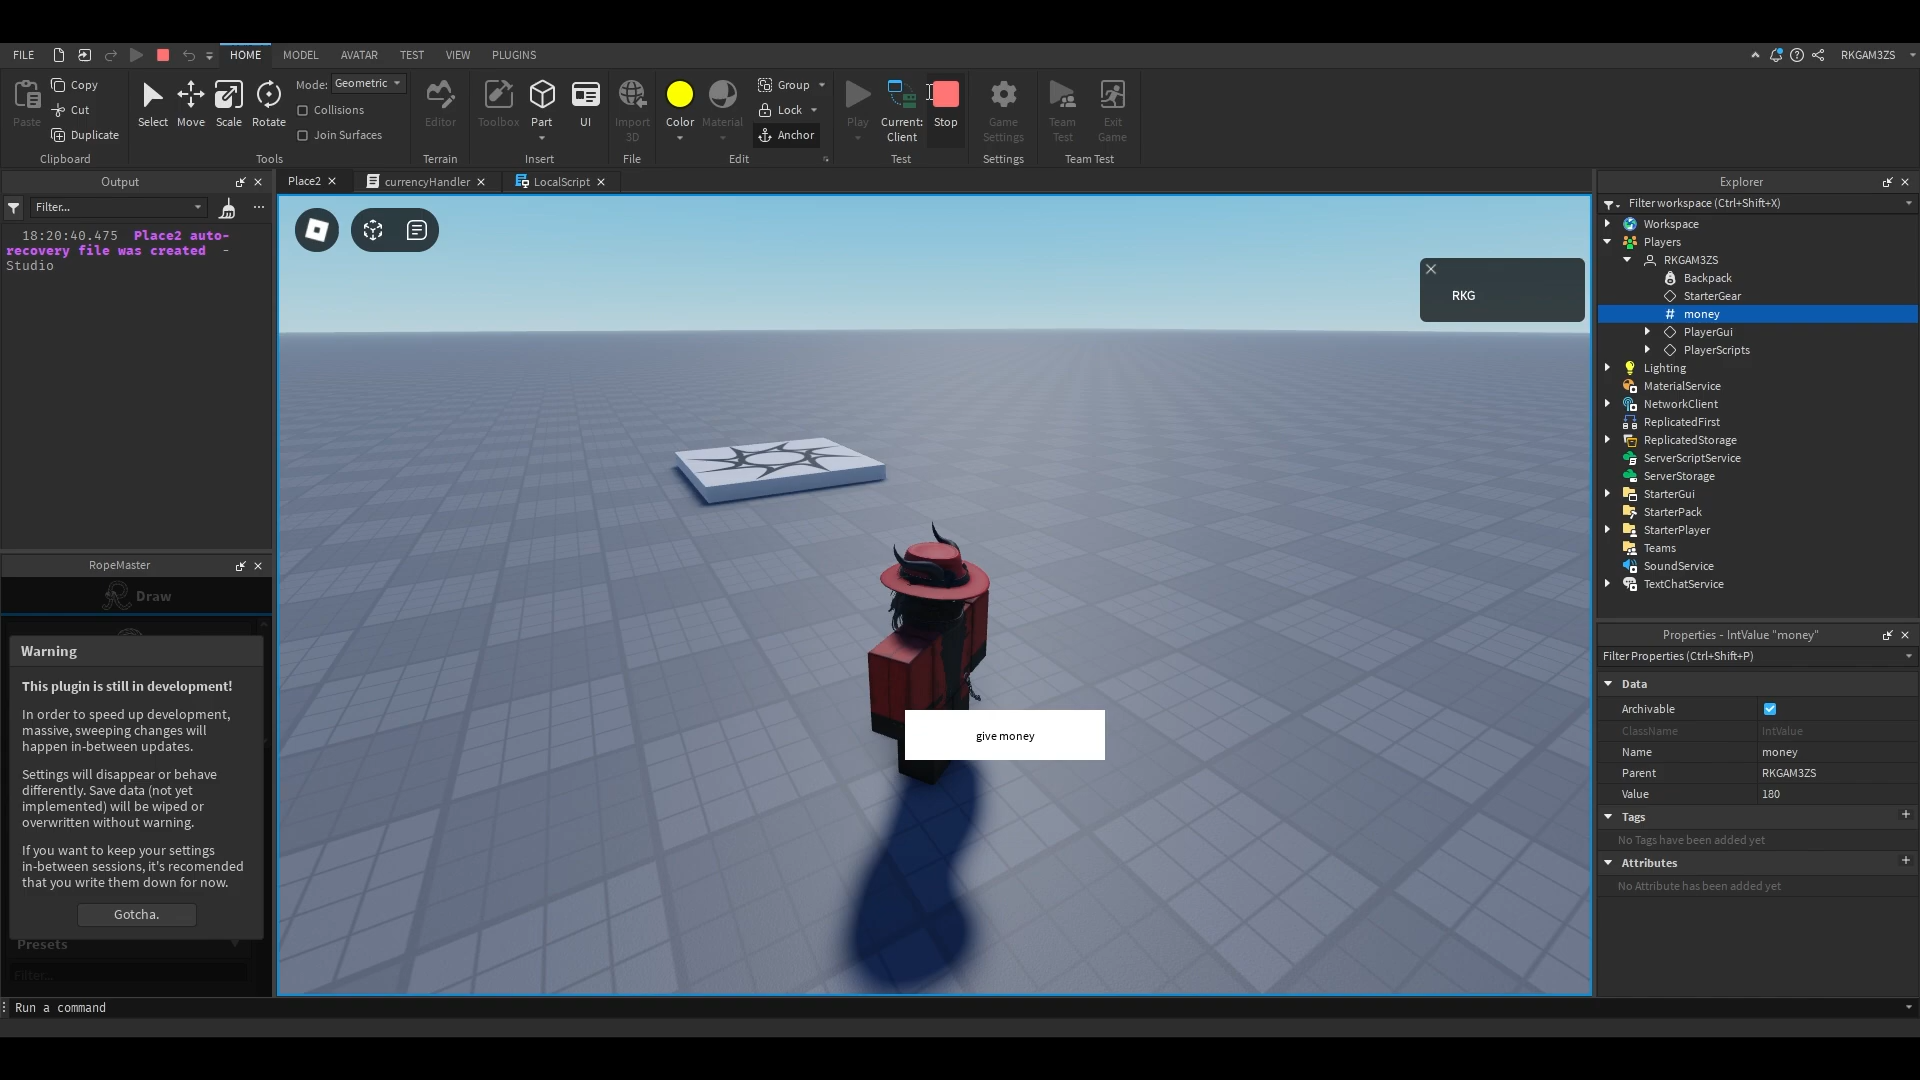 FILE
HOME
MODEL
AVATAR
TEST
VIEW
PLUGINS
RKGAM3ZS
Paste
Copy
Cut
Duplicate
Clipboard
Select
Move
Scale
Rotate
Mode:
Geometric
Collisions
Join Surfaces
Tools
Editor
Terrain
Toolbox
Part
UI
Insert
Import
3D
File
Color
Material
Group
Lock
Anchor
Edit
Play
Current:
Client
Stop
Test
Game
Settings
Settings
Team
Test
Exit
Game
Team Test
Output
Filter...
18:20:40.475  Place2 auto-
recovery file was created  -
Studio
RopeMaster
Draw
Warning
This plugin is still in development!
In order to speed up development,
massive, sweeping changes will
happen in-between updates.
Settings will disappear or behave
differently. Save data (not yet
implemented) will be wiped or
overwritten without warning.
If you want to keep your settings
in-between sessions, it's recomended
that you write them down for now.
Gotcha.
Presets
Filter...
Place2
currencyHandler
LocalScript
RKG
give money
Explorer
Filter workspace (Ctrl+Shift+X)
Workspace
Players
RKGAM3ZS
Backpack
StarterGear
money
PlayerGui
PlayerScripts
Lighting
MaterialService
NetworkClient
ReplicatedFirst
ReplicatedStorage
ServerScriptService
ServerStorage
StarterGui
StarterPack
StarterPlayer
Teams
SoundService
TextChatService
Properties - IntValue "money"
Filter Properties (Ctrl+Shift+P)
Data
Archivable
ClassName IntValue
Name money
Parent RKGAM3ZS
Value 180
Tags
No Tags have been added yet
Attributes
No Attribute has been added yet
Run a command